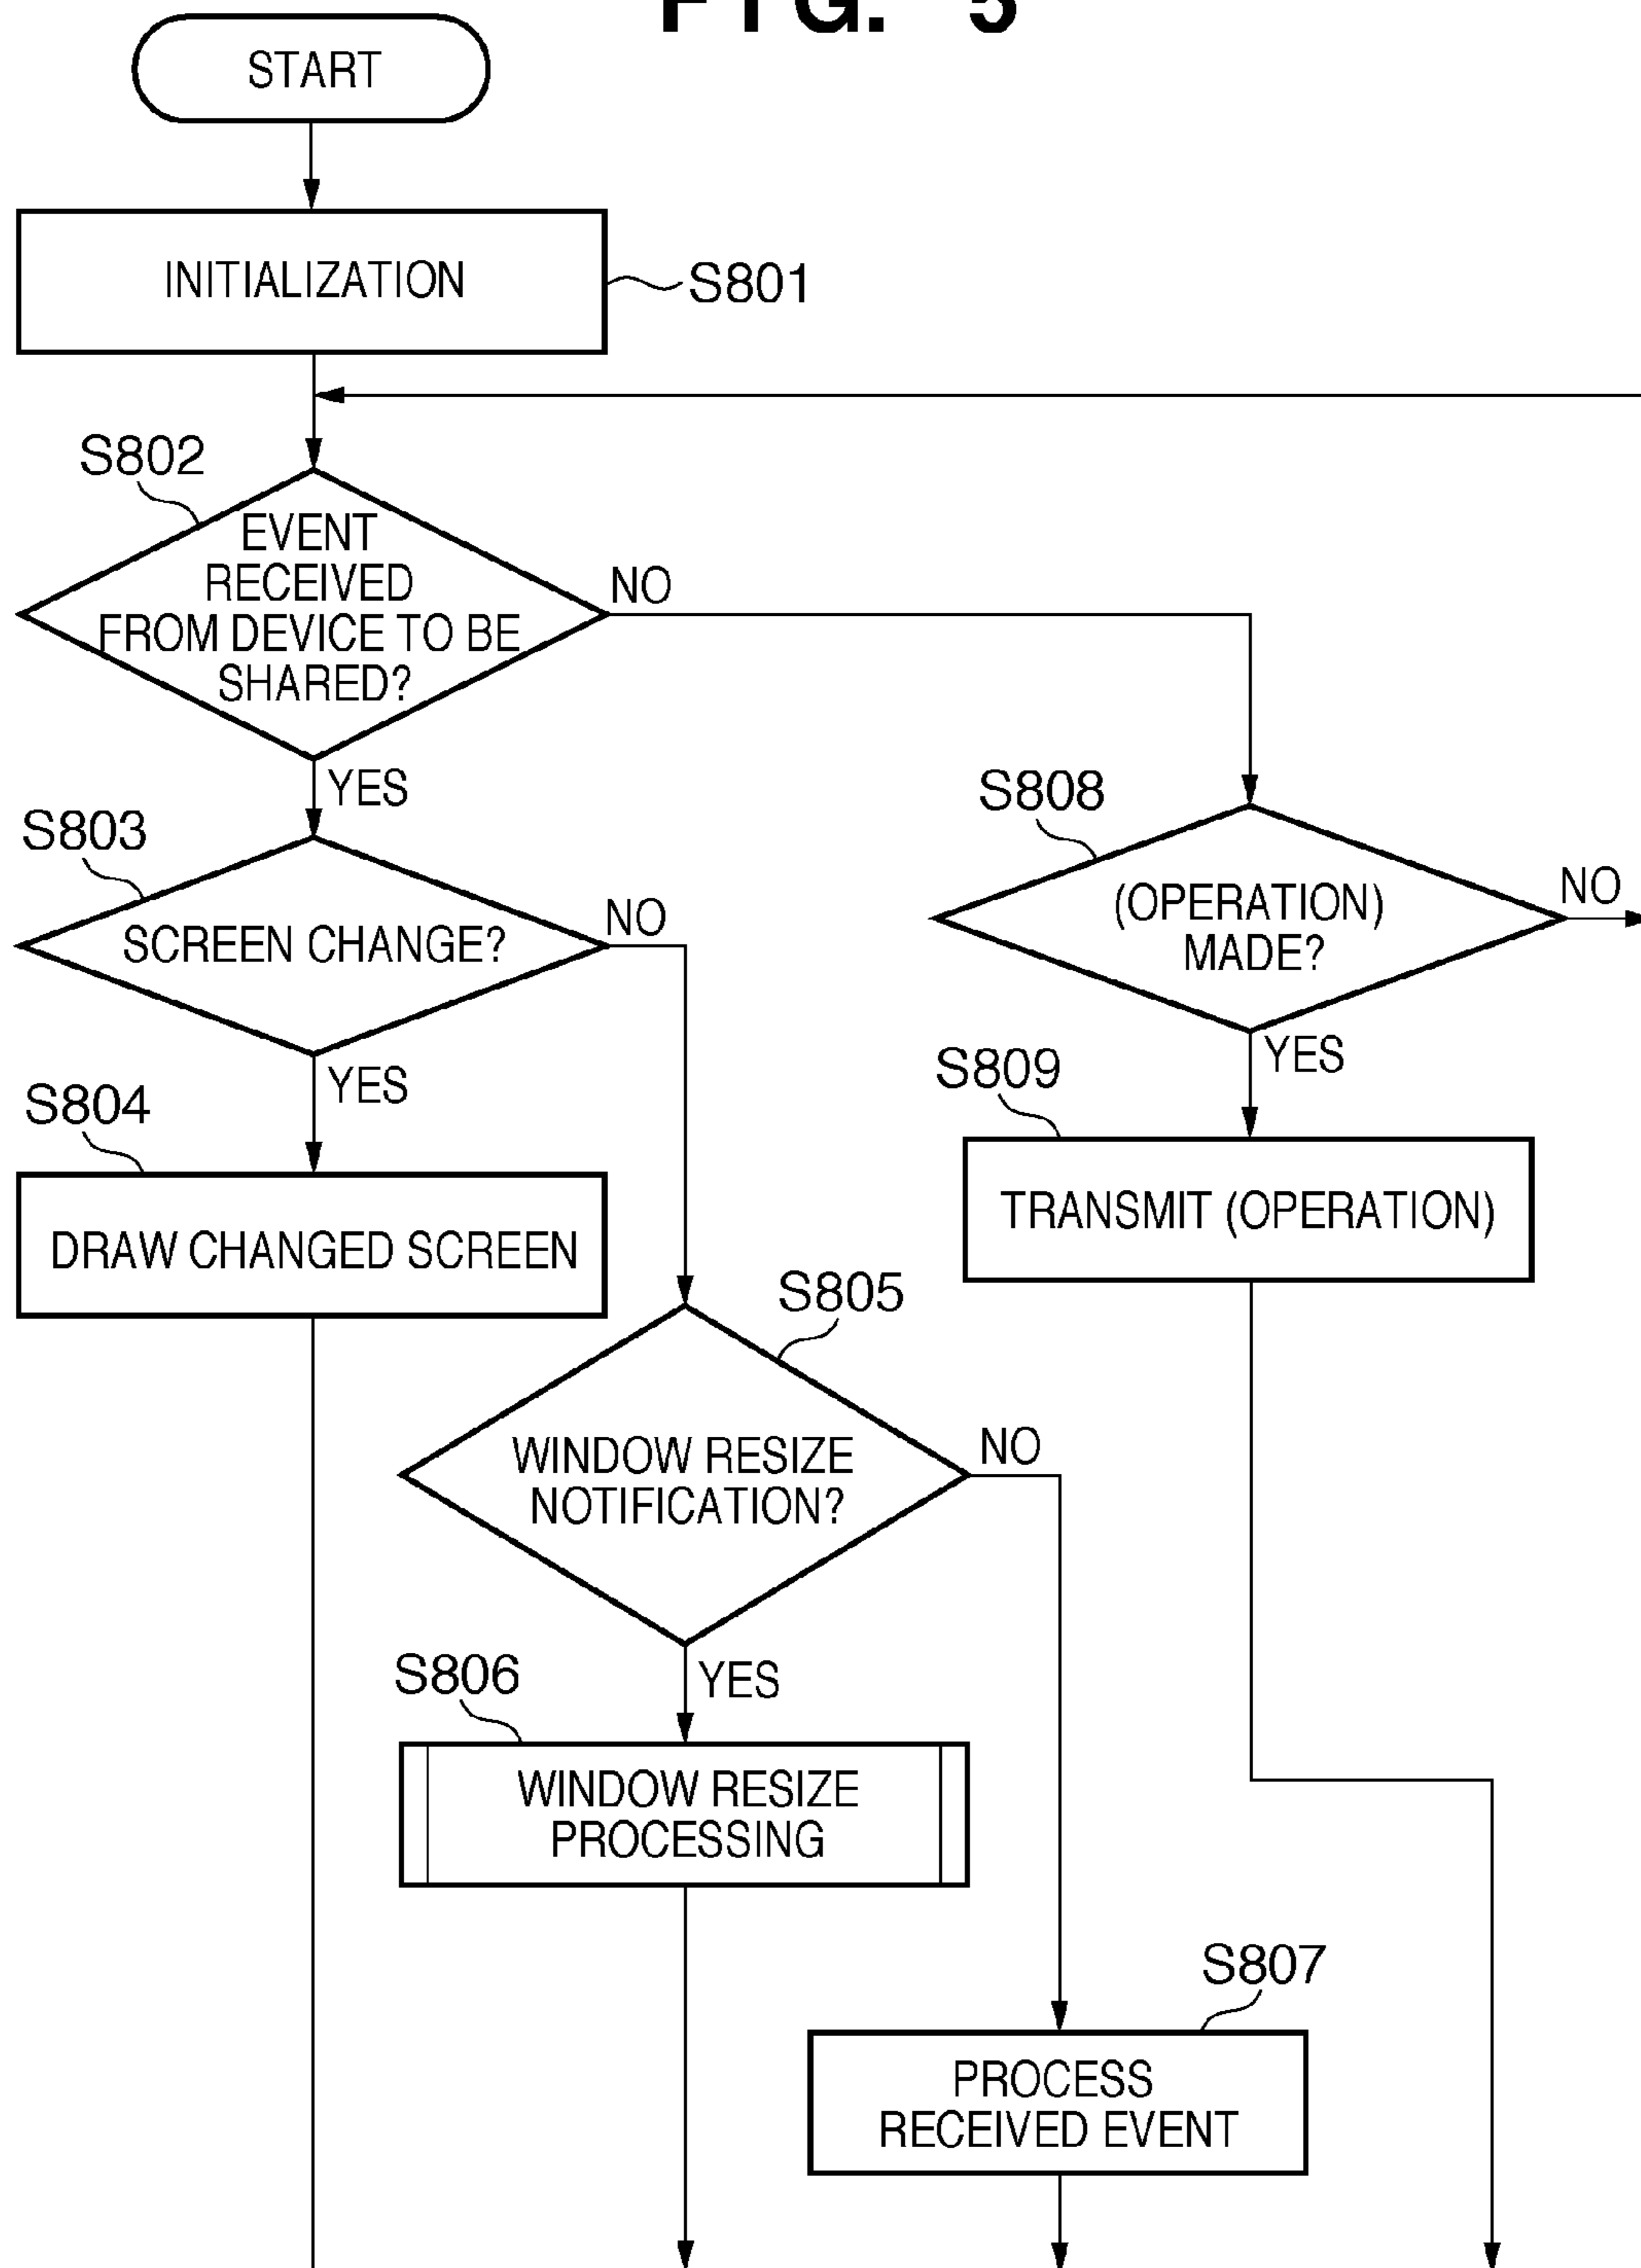 FIG. 5
START
INITIALIZATION
S801
S802
EVENT
RECEIVED
FROM DEVICE TO BE
SHARED?
NO
YES
S803
SCREEN CHANGE?
NO
YES
S804
DRAW CHANGED SCREEN
S805
WINDOW RESIZE
NOTIFICATION?
NO
YES
S806
WINDOW RESIZE
PROCESSING
S807
PROCESS
RECEIVED EVENT
S808
(OPERATION)
MADE?
NO
YES
S809
TRANSMIT (OPERATION)